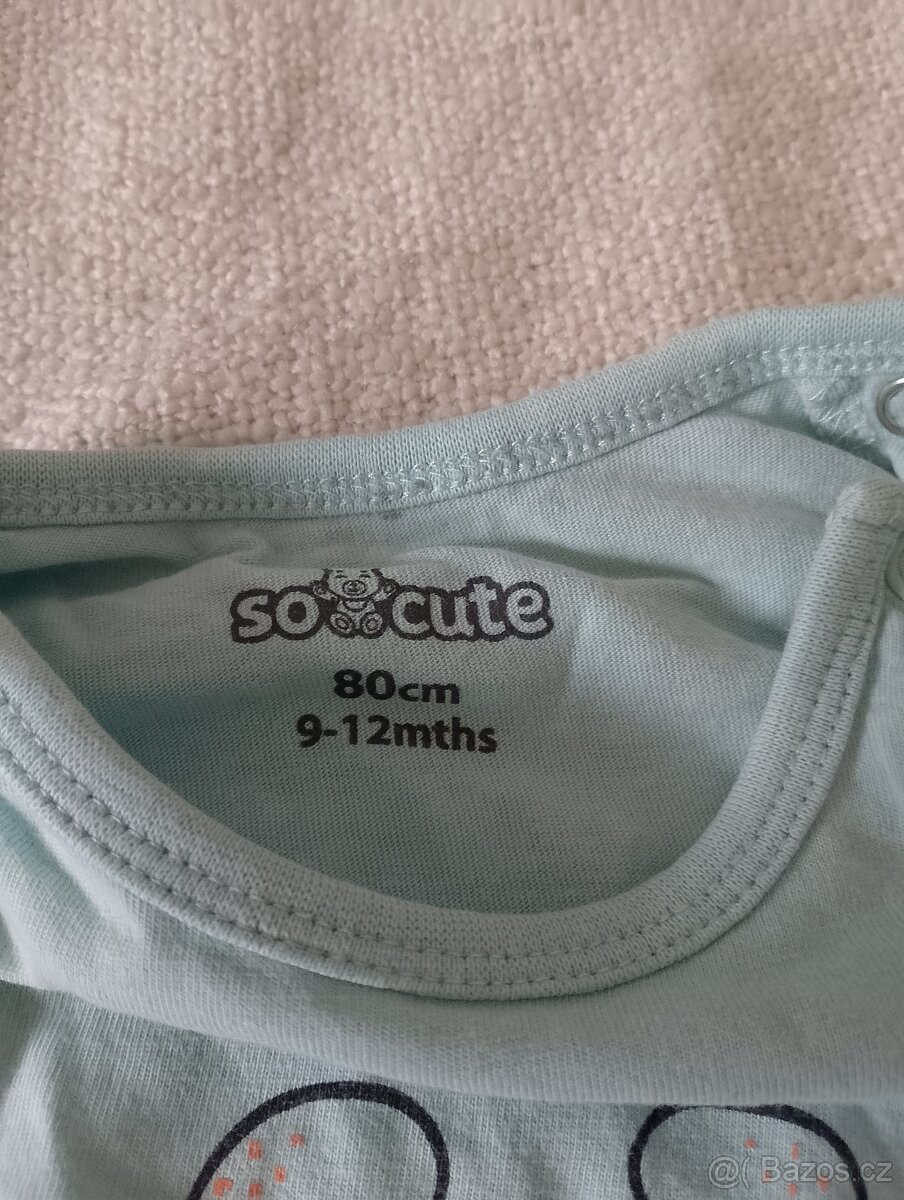 so cute
80cm
9-12mths
@( Bazos.cz